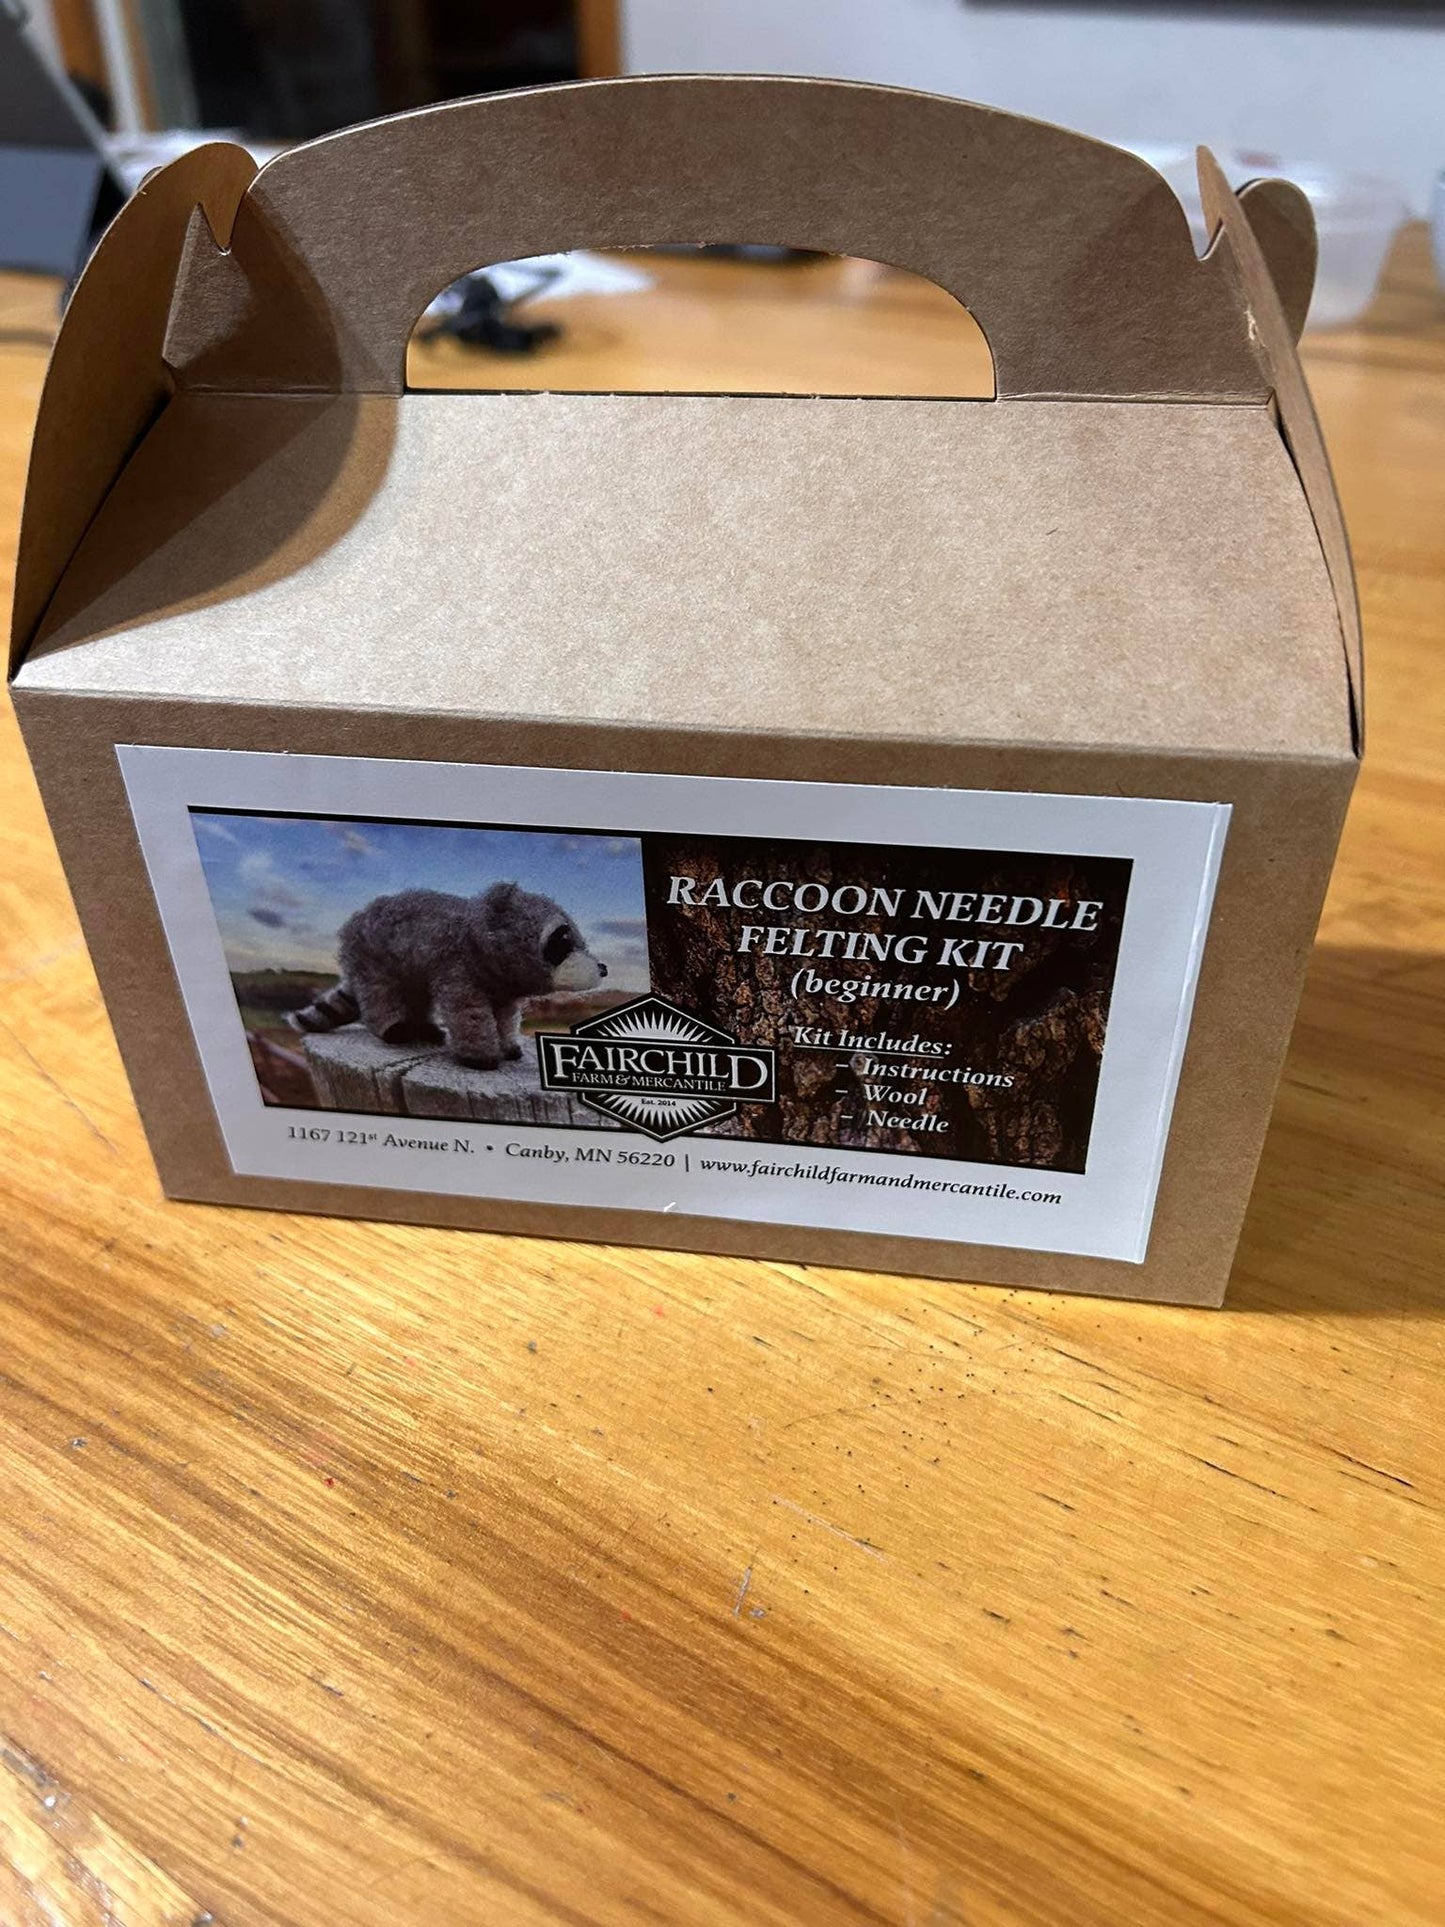 RACCOON NEEDLE
FELTING KIT
(beginner)
Kit Includes:
- Instructions
- Wool
- Needle
FAIRCHILD
FARM & MERCANTILE
Est. 2014
1167 121st Avenue N. • Canby, MN 56220 | www.fairchildfarmandmercantile.com